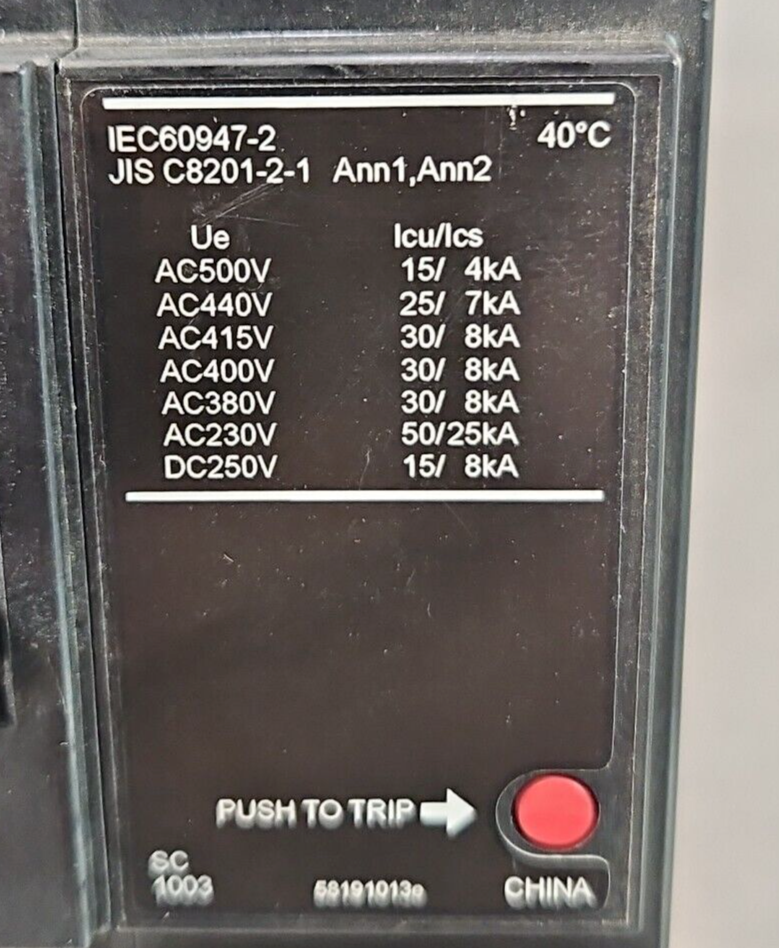 IEC60947-2 40°C
JIS C8201-2-1 Ann1,Ann2
Ue Icu/Ics
AC500V 15/ 4kA
AC440V 25/ 7kA
AC415V 30/ 8kA
AC400V 30/ 8kA
AC380V 30/ 8kA
AC230V 50/25kA
DC250V 15/ 8kA
PUSH TO TRIP
SC
1003 58191013e CHINA